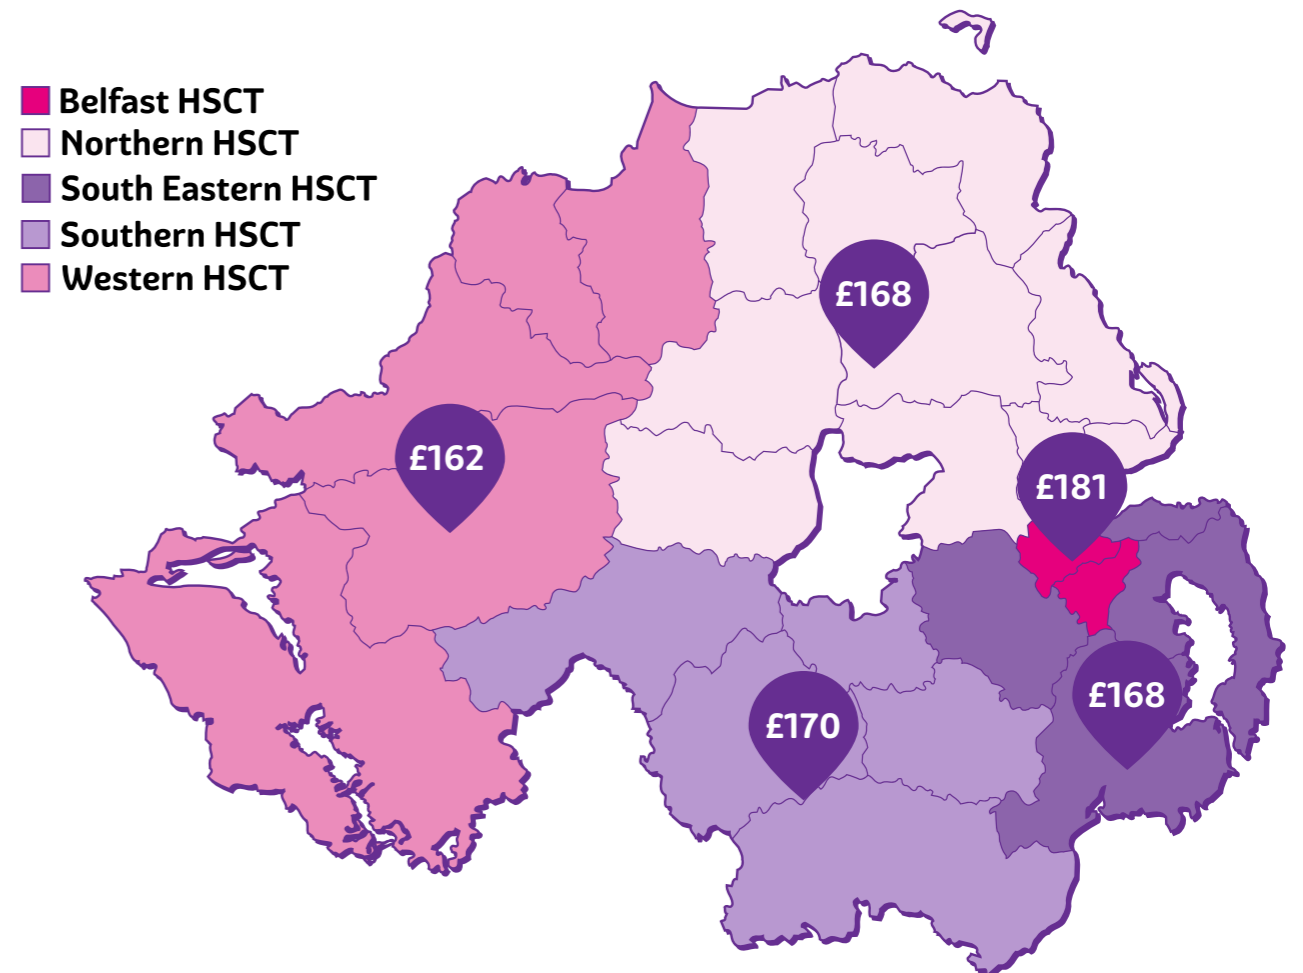 Belfast HSCT
Northern HSCT
South Eastern HSCT
Southern HSCT
Western HSCT
£168
£162
£181
£168
£170